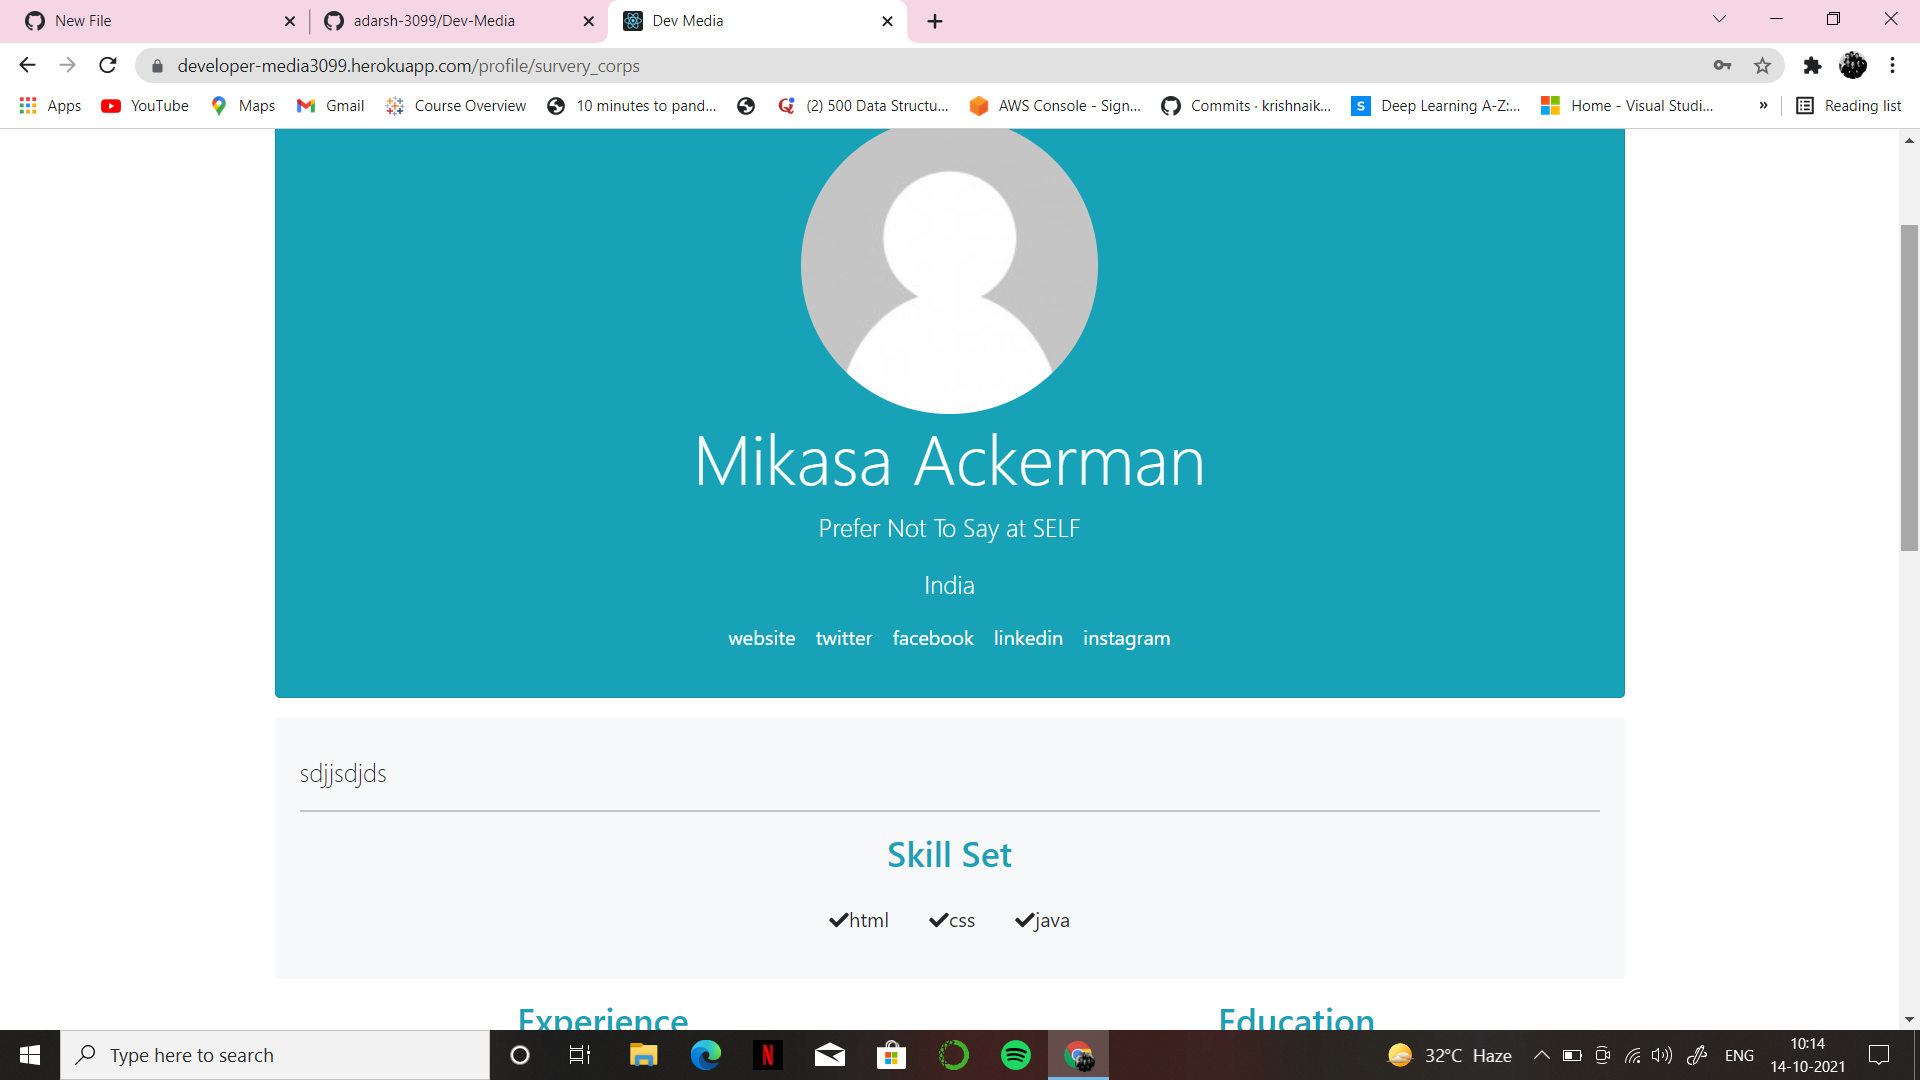 New File
adarsh-3099/Dev-Media
Dev Media
developer-media3099.herokuapp.com/profile/survery_corps
Apps
YouTube
Maps
Gmail
Course Overview
10 minutes to pand...
(2) 500 Data Structu...
AWS Console - Sign...
Commits · krishnaik...
S
Deep Learning A-Z:...
Home - Visual Studi...
»
Reading list
Mikasa Ackerman
Prefer Not To Say at SELF
India
website twitter facebook linkedin instagram
sdjjsdjds
Skill Set
html css java
Experience
Education
Type here to search
N
32°C Haze
ENG
10:14
14-10-2021